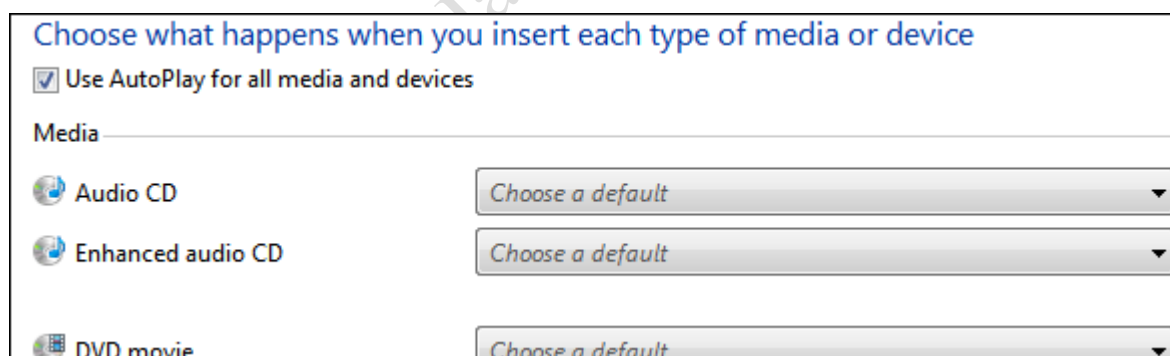 Choose what happens when you insert each type of media or device
Use AutoPlay for all media and devices
Media
Audio CD
Choose a default
Enhanced audio CD
Choose a default
DVD movie
Choose a default